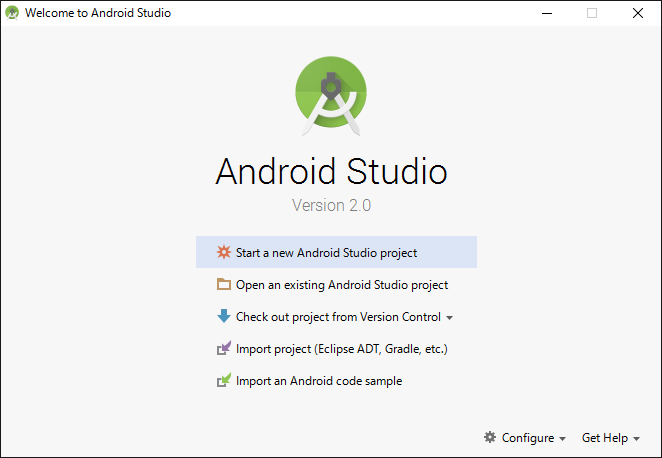 Welcome to Android Studio
Android Studio
Version 2.0
Start a new Android Studio project
Open an existing Android Studio project
Check out project from Version Control
Import project (Eclipse ADT, Gradle, etc.)
Import an Android code sample
Configure Get Help